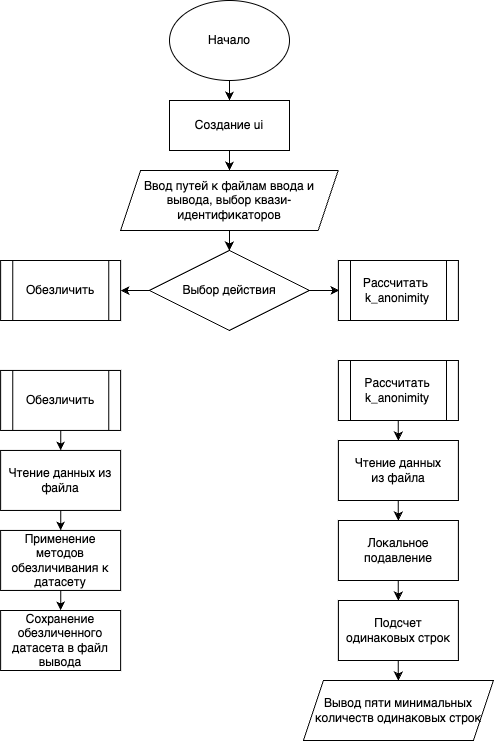 Начало
Создание ui
Ввод путей к файлам ввода и
вывода, выбор квази-
идентификаторов
Обезличить
Выбор действия
Рассчитать
k_anonimity
Обезличить
Чтение данных из
файла
Применение
методов
обезличивания к
датасету
Сохранение
обезличенного
датасета в файл
вывода
Рассчитать
k_anonimity
Чтение данных
из файла
Локальное
подавление
Подсчет
одинаковых строк
Вывод пяти минимальных
количеств одинаковых строк